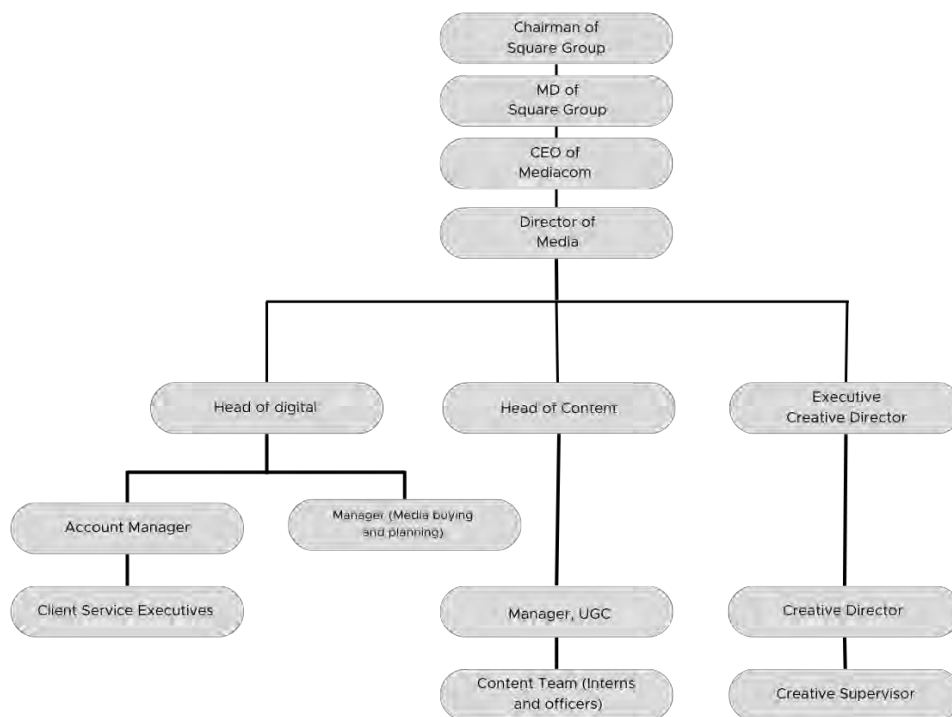 Chairman of
Square Group
MD of
Square Group
CEO of
Mediacom
Director of
Media
Head of digital
Head of Content
Executive
Creative Director
Account Manager
Manager (Media buying
and planning)
Client Service Executives
Manager, UGC
Creative Director
Content Team (Interns
and officers)
Creative Supervisor